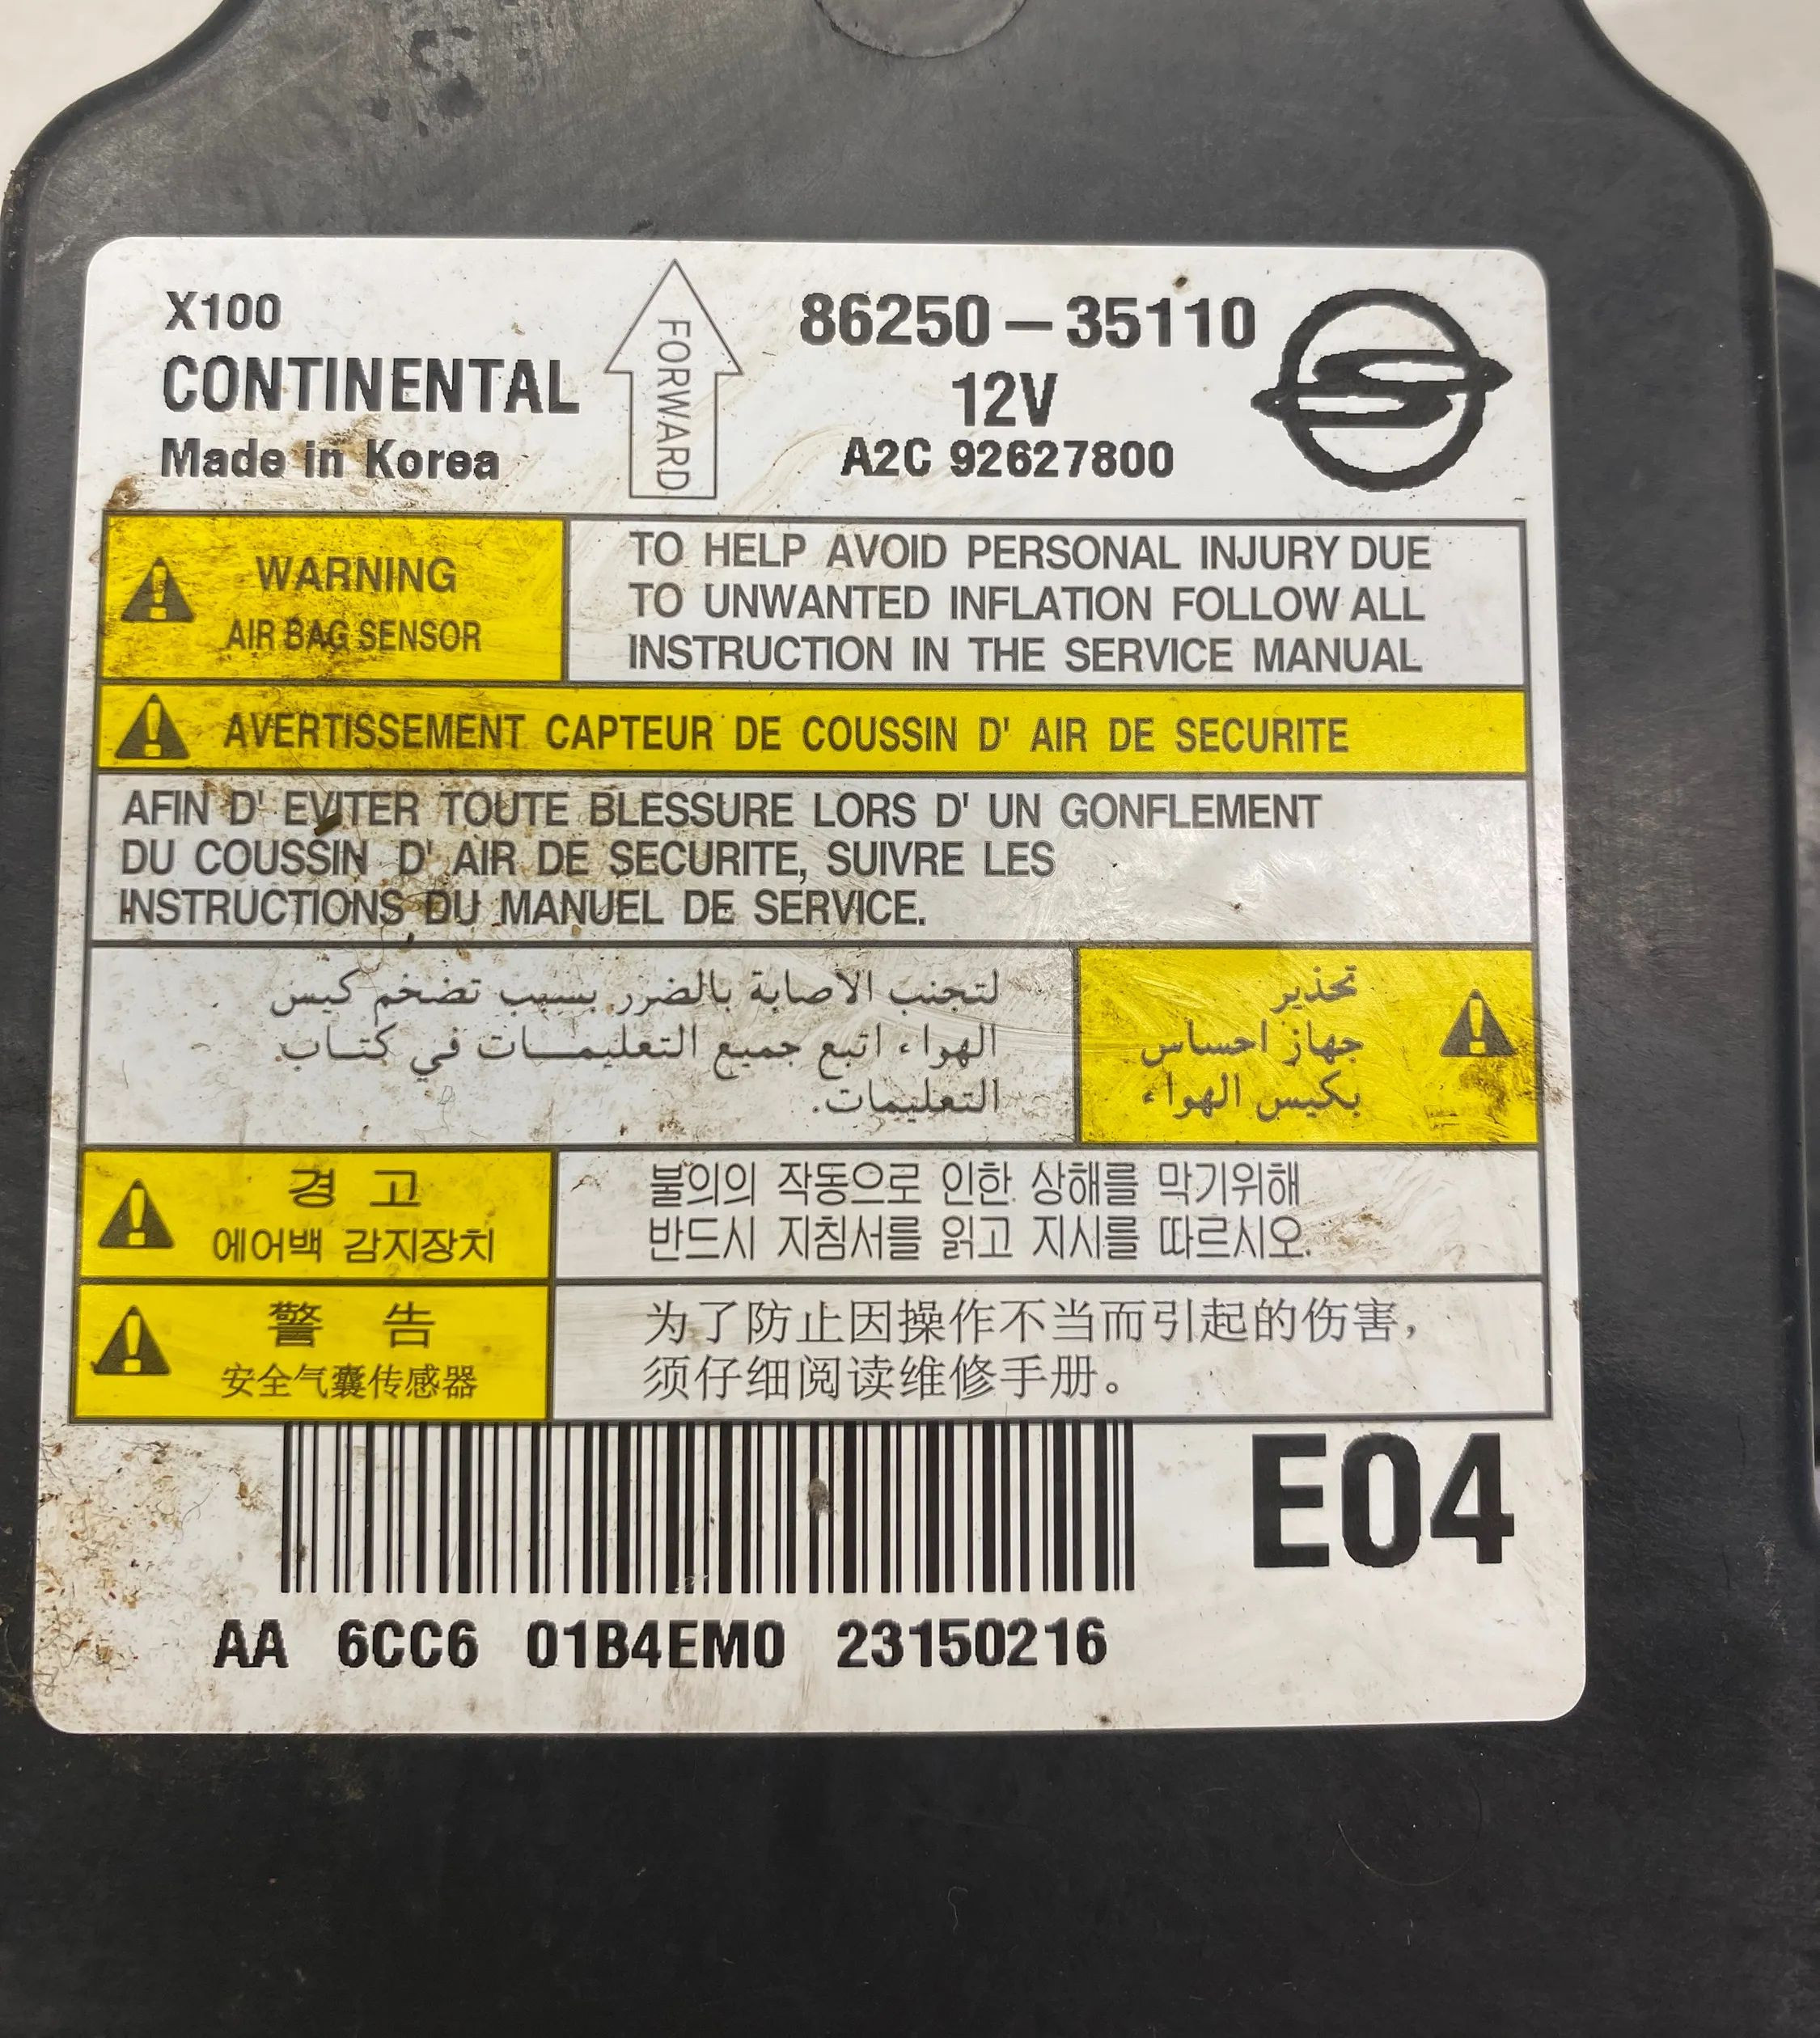 X100
CONTINENTAL
Made in Korea
FORWARD
86250-35110
12V
A2C 92627800
WARNING
AIR BAG SENSOR
TO HELP AVOID PERSONAL INJURY DUE
TO UNWANTED INFLATION FOLLOW ALL
INSTRUCTION IN THE SERVICE MANUAL
AVERTISSEMENT CAPTEUR DE COUSSIN D' AIR DE SECURITE
AFIN D' EVITER TOUTE BLESSURE LORS D' UN GONFLEMENT
DU COUSSIN D' AIR DE SECURITE, SUIVRE LES
INSTRUCTIONS DU MANUEL DE SERVICE.
تحذير
جهاز احساس
بكيس الهواء
لتجنب الاصابة بالضرر بسبب تضخم كيس
الهواء اتبع جميع التعليمــات في كتـاب
التعليمات.
경 고
에어백 감지장치
불의의 작동으로 인한 상해를 막기위해
반드시 지침서를 읽고 지시를 따르시오.
警 告
安全气囊传感器
为了防止因操作不当而引起的伤害，
须仔细阅读维修手册。
E04
AA 6CC6 01B4EM0 23150216